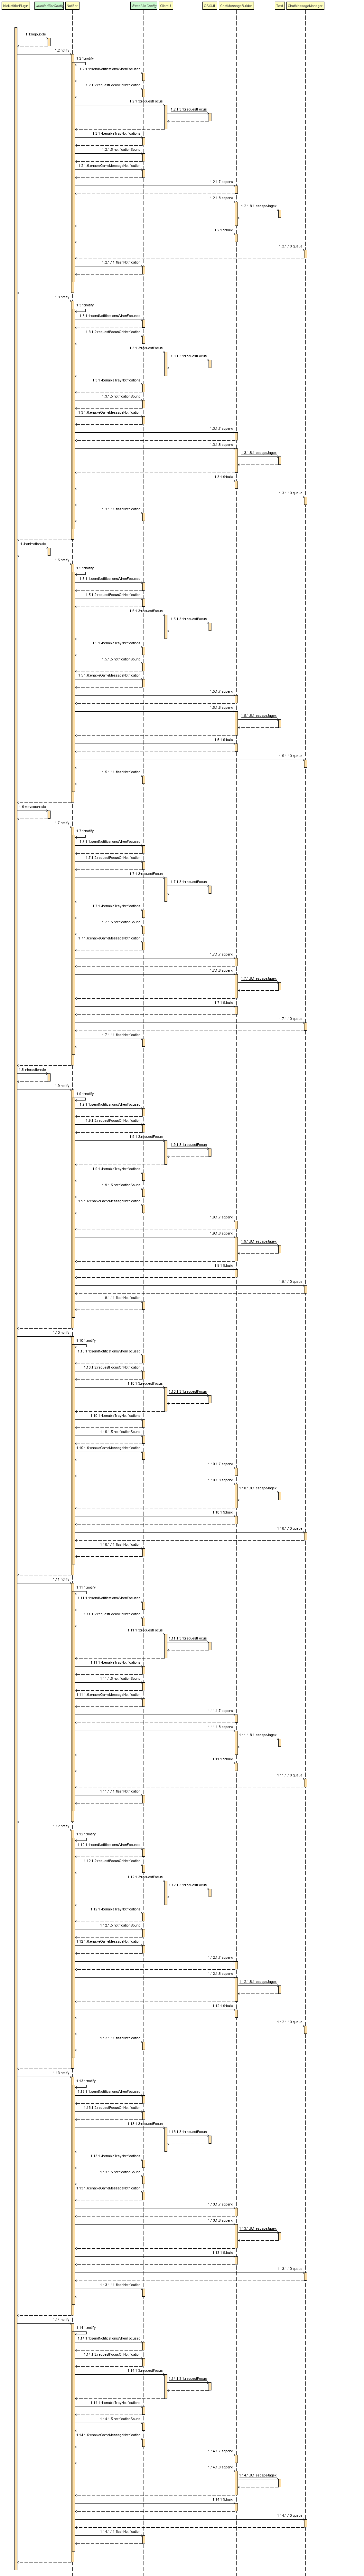 IdleNotifierPlugin IdleNotifierConfig Notifier RuneLiteConfig ClientUI OSXUtil ChatMessageBuilder Text ChatMessageManager
1.1:logoutIdle
1.2:notify
1.2.1:notify
1.2.1.1:sendNotificationsWhenFocused
1.2.1.2:requestFocusOnNotification
1.2.1.3:requestFocus
1.2.1.3.1:requestFocus
1.2.1.4:enableTrayNotifications
1.2.1.5:notificationSound
1.2.1.6:enableGameMessageNotification
1.2.1.7:append
1.2.1.8:append
1.2.1.8.1:escapeJagex
1.2.1.9:build
1.2.1.10:queue
1.2.1.11:flashNotification
1.3:notify
1.3.1:notify
1.3.1.1:sendNotificationsWhenFocused
1.3.1.2:requestFocusOnNotification
1.3.1.3:requestFocus
1.3.1.3.1:requestFocus
1.3.1.4:enableTrayNotifications
1.3.1.5:notificationSound
1.3.1.6:enableGameMessageNotification
1.3.1.7:append
1.3.1.8:append
1.3.1.8.1:escapeJagex
1.3.1.9:build
1.3.1.10:queue
1.3.1.11:flashNotification
1.4:animationIdle
1.5:notify
1.5.1:notify
1.5.1.1:sendNotificationsWhenFocused
1.5.1.2:requestFocusOnNotification
1.5.1.3:requestFocus
1.5.1.3.1:requestFocus
1.5.1.4:enableTrayNotifications
1.5.1.5:notificationSound
1.5.1.6:enableGameMessageNotification
1.5.1.7:append
1.5.1.8:append
1.5.1.8.1:escapeJagex
1.5.1.9:build
1.5.1.10:queue
1.5.1.11:flashNotification
1.6:movementIdle
1.7:notify
1.7.1:notify
1.7.1.1:sendNotificationsWhenFocused
1.7.1.2:requestFocusOnNotification
1.7.1.3:requestFocus
1.7.1.3.1:requestFocus
1.7.1.4:enableTrayNotifications
1.7.1.5:notificationSound
1.7.1.6:enableGameMessageNotification
1.7.1.7:append
1.7.1.8:append
1.7.1.8.1:escapeJagex
1.7.1.9:build
1.7.1.10:queue
1.7.1.11:flashNotification
1.8:interactionIdle
1.9:notify
1.9.1:notify
1.9.1.1:sendNotificationsWhenFocused
1.9.1.2:requestFocusOnNotification
1.9.1.3:requestFocus
1.9.1.3.1:requestFocus
1.9.1.4:enableTrayNotifications
1.9.1.5:notificationSound
1.9.1.6:enableGameMessageNotification
1.9.1.7:append
1.9.1.8:append
1.9.1.8.1:escapeJagex
1.9.1.9:build
1.9.1.10:queue
1.9.1.11:flashNotification
1.10:notify
1.10.1:notify
1.10.1.1:sendNotificationsWhenFocused
1.10.1.2:requestFocusOnNotification
1.10.1.3:requestFocus
1.10.1.3.1:requestFocus
1.10.1.4:enableTrayNotifications
1.10.1.5:notificationSound
1.10.1.6:enableGameMessageNotification
1.10.1.7:append
1.10.1.8:append
1.10.1.8.1:escapeJagex
1.10.1.9:build
1.10.1.10:queue
1.10.1.11:flashNotification
1.11:notify
1.11.1:notify
1.11.1.1:sendNotificationsWhenFocused
1.11.1.2:requestFocusOnNotification
1.11.1.3:requestFocus
1.11.1.3.1:requestFocus
1.11.1.4:enableTrayNotifications
1.11.1.5:notificationSound
1.11.1.6:enableGameMessageNotification
1.11.1.7:append
1.11.1.8:append
1.11.1.8.1:escapeJagex
1.11.1.9:build
1.11.1.10:queue
1.11.1.11:flashNotification
1.12:notify
1.12.1:notify
1.12.1.1:sendNotificationsWhenFocused
1.12.1.2:requestFocusOnNotification
1.12.1.3:requestFocus
1.12.1.3.1:requestFocus
1.12.1.4:enableTrayNotifications
1.12.1.5:notificationSound
1.12.1.6:enableGameMessageNotification
1.12.1.7:append
1.12.1.8:append
1.12.1.8.1:escapeJagex
1.12.1.9:build
1.12.1.10:queue
1.12.1.11:flashNotification
1.13:notify
1.13.1:notify
1.13.1.1:sendNotificationsWhenFocused
1.13.1.2:requestFocusOnNotification
1.13.1.3:requestFocus
1.13.1.3.1:requestFocus
1.13.1.4:enableTrayNotifications
1.13.1.5:notificationSound
1.13.1.6:enableGameMessageNotification
1.13.1.7:append
1.13.1.8:append
1.13.1.8.1:escapeJagex
1.13.1.9:build
1.13.1.10:queue
1.13.1.11:flashNotification
1.14:notify
1.14.1:notify
1.14.1.1:sendNotificationsWhenFocused
1.14.1.2:requestFocusOnNotification
1.14.1.3:requestFocus
1.14.1.3.1:requestFocus
1.14.1.4:enableTrayNotifications
1.14.1.5:notificationSound
1.14.1.6:enableGameMessageNotification
1.14.1.7:append
1.14.1.8:append
1.14.1.8.1:escapeJagex
1.14.1.9:build
1.14.1.10:queue
1.14.1.11:flashNotification